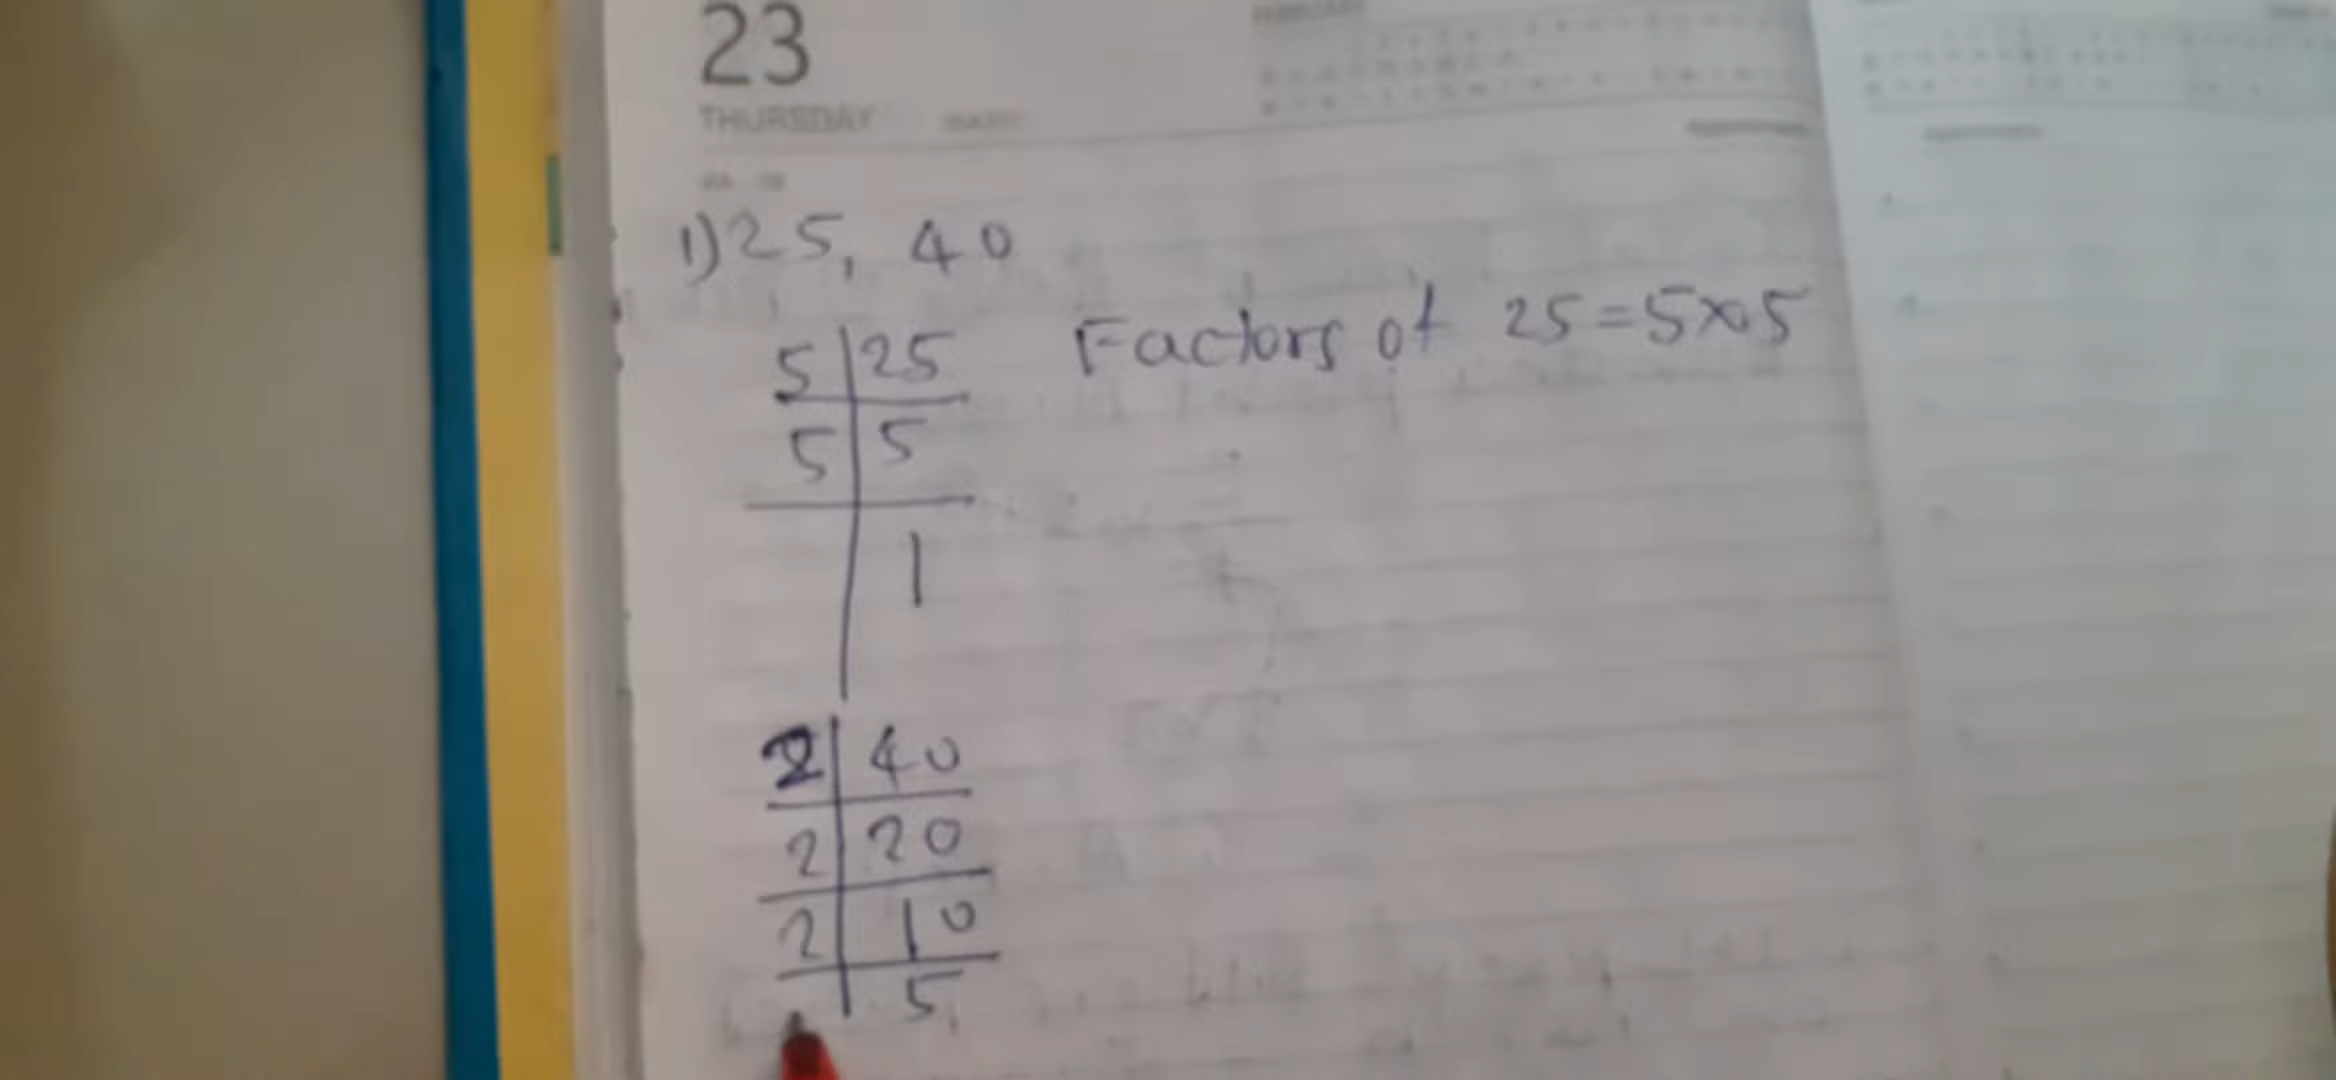 23
THURSDAY
1) 25, 40
5 | 25
Factors of 25 = 5 x 5
5 | 5
1
2 | 40
2 | 20
2 | 10
5